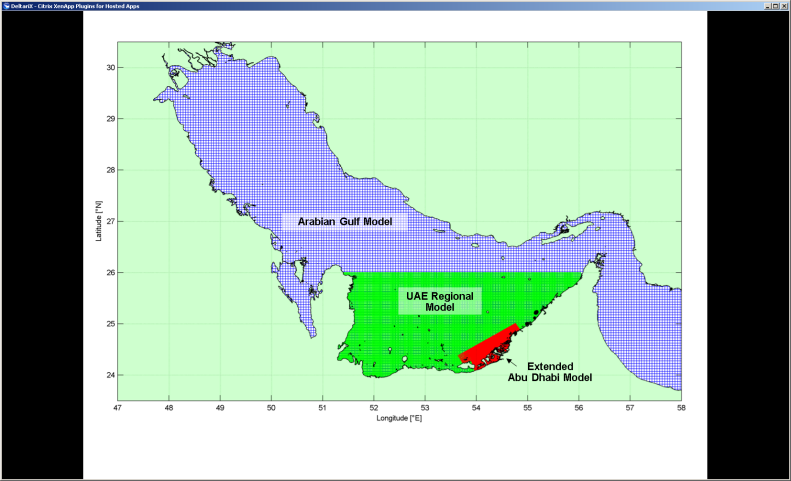 DeltariX - Citrix XenApp Plugins for Hosted Apps
30
29
28
27
26
25
24
Latitude [°N]
Arabian Gulf Model
UAE Regional
Model
Extended
Abu Dhabi Model
47 48 49 50 51 52 53 54 55 56 57 58
Longitude [°E]